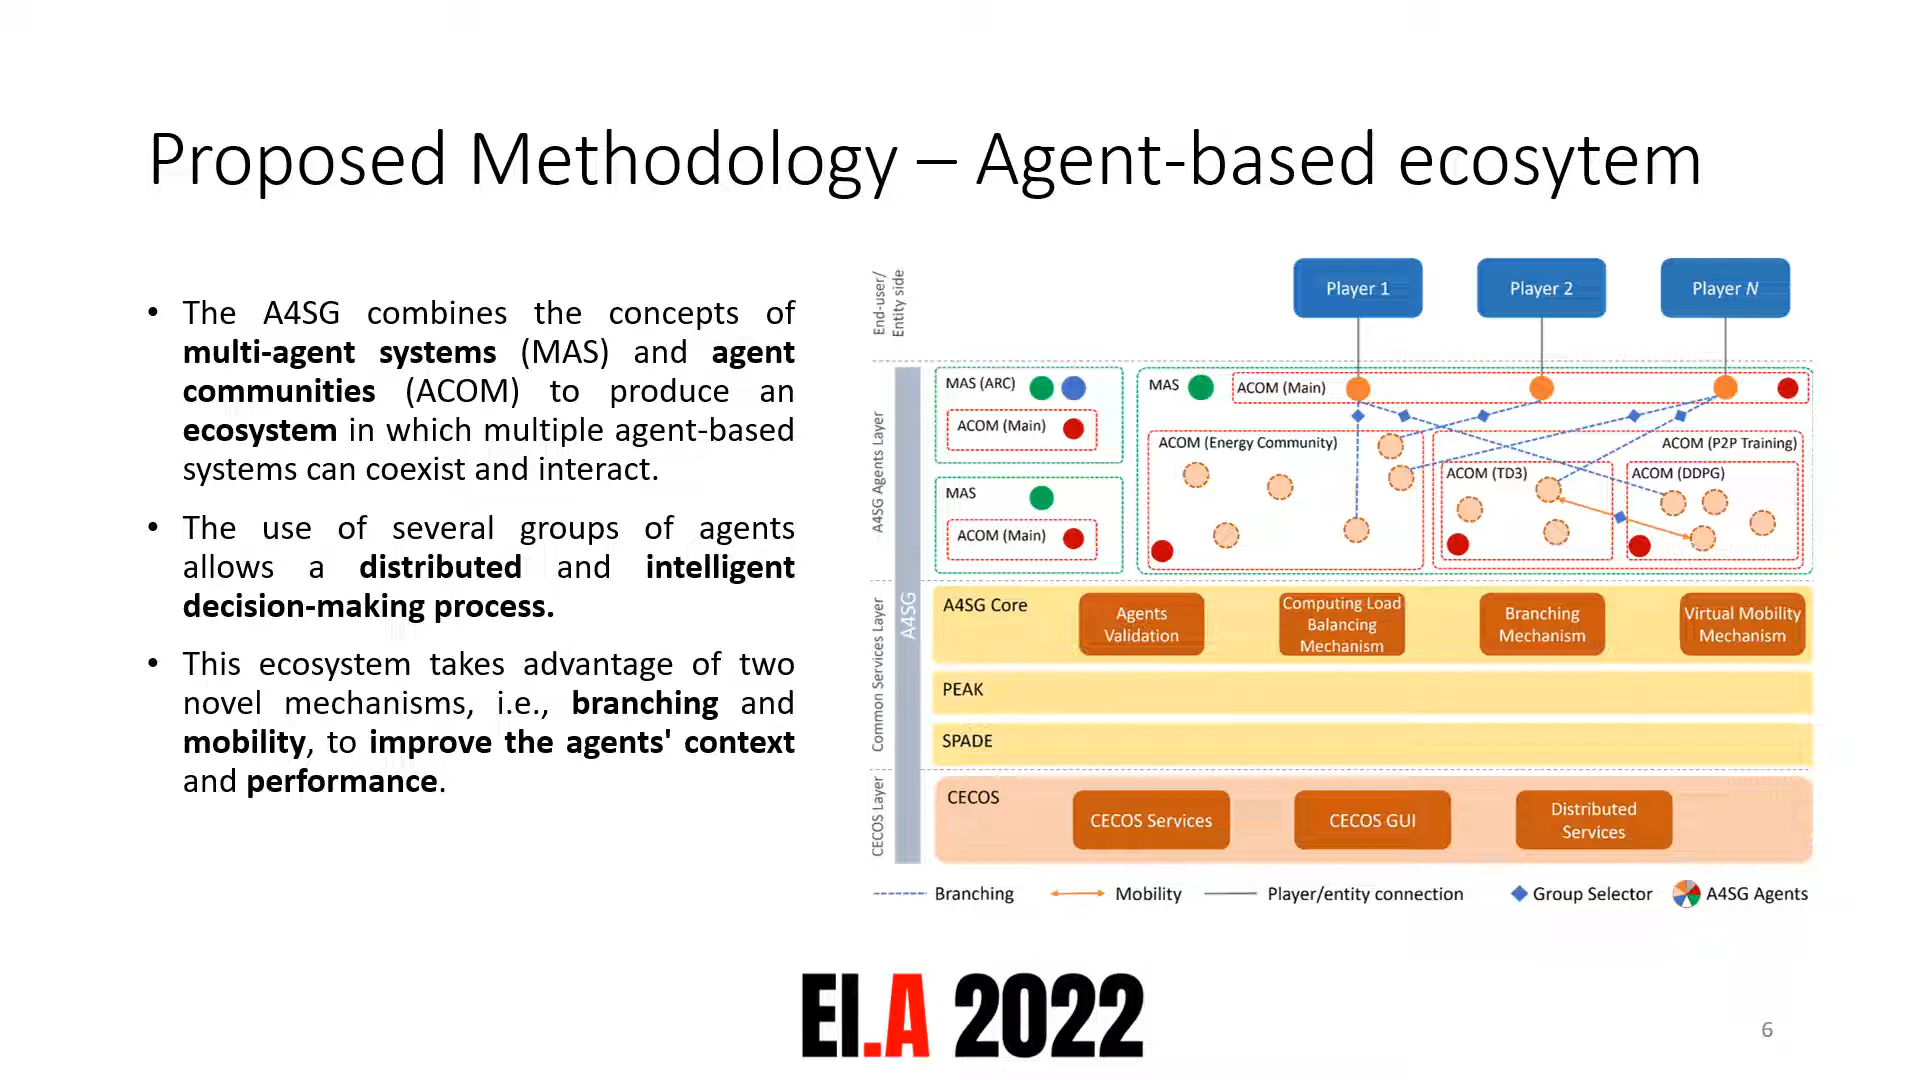 Proposed Methodology – Agent-based ecosytem
• The A4SG combines the concepts of
multi-agent systems (MAS) and agent
communities (ACOM) to produce an
ecosystem in which multiple agent-based
systems can coexist and interact.
• The use of several groups of agents
allows a distributed and intelligent
decision-making process.
• This ecosystem takes advantage of two
novel mechanisms, i.e., branching and
mobility, to improve the agents' context
and performance.
End-user/
Entity side
Player 1
Player 2
Player N
A4SG Agents Layer
MAS (ARC)
ACOM (Main)
MAS
ACOM (Main)
MAS
ACOM (Main)
ACOM (Energy Community)
ACOM (P2P Training)
ACOM (TD3)
ACOM (DDPG)
A4SG
Common Services Layer
A4SG Core
Agents
Validation
Computing Load
Balancing
Mechanism
Branching
Mechanism
Virtual Mobility
Mechanism
PEAK
SPADE
CECOS Layer
CECOS
CECOS Services
CECOS GUI
Distributed
Services
Branching
Mobility
Player/entity connection
Group Selector
A4SG Agents
EI.A 2022
6